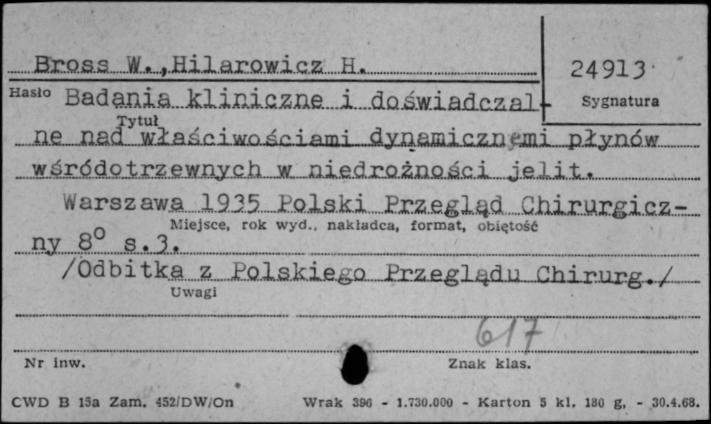 Bross W.,Hilarowicz H.
24913
Hasło
Badania kliniczne i doświadczal-
Sygnatura
Tytuł
ne nad właściwościami dynamicznemi płynów
wśródotrzewnych w niedrożności jelit.
Warszawa 1935 Polski Przegląd Chirurgicz-
Miejsce, rok wyd., nakładca, format, objętość
ny 8° s.3.
/Odbitka z Polskiego Przeglądu Chirurg./
Uwagi
617
Nr inw.
Znak klas.
CWD B 15a Zam. 452/DW/On Wrak 396 - 1.730.000 - Karton 5 kl. 180 g, - 30.4.68.